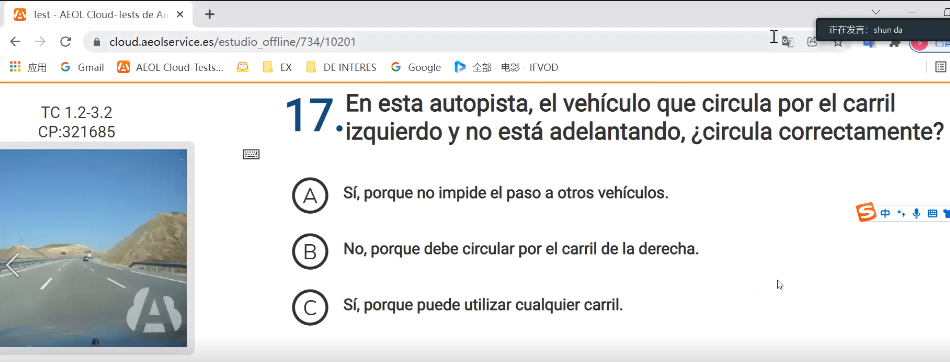 Test - AEOL Cloud-Tests de Au
正在发言: shun da
cloud.aeolservice.es/estudio_offline/734/10201
应用 Gmail AEOL Cloud-Tests... EX DE INTERES Google 全部 - 电影 - IFVOD
TC 1.2-3.2
CP:321685
17. En esta autopista, el vehículo que circula por el carril
izquierdo y no está adelantando, ¿circula correctamente?
A Sí, porque no impide el paso a otros vehículos.
中
B No, porque debe circular por el carril de la derecha.
C Sí, porque puede utilizar cualquier carril.